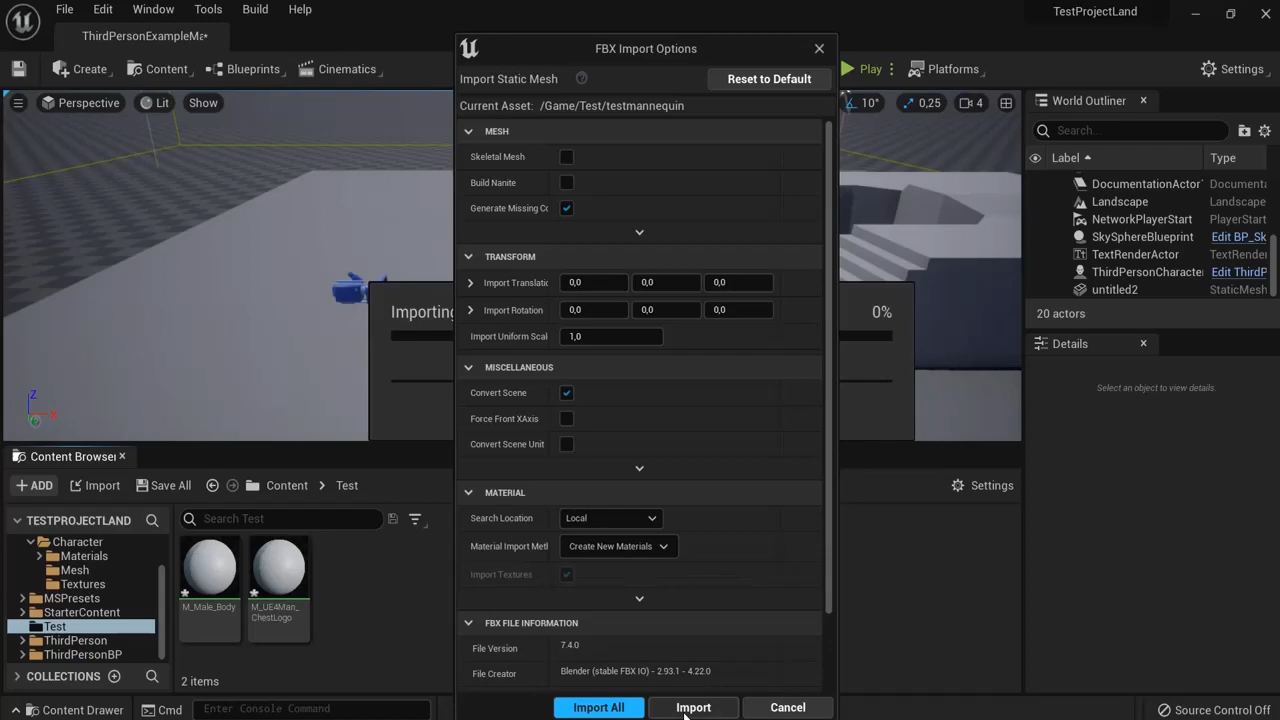 File Edit Window Tools Build Help
TestProjectLand
ThirdPersonExampleMa*
Create Content Blueprints Cinematics Play Platforms Settings
Perspective Lit Show 10° 0,25 4
FBX Import Options
Import Static Mesh Reset to Default
Current Asset: /Game/Test/testmannequin
MESH
Skeletal Mesh
Build Nanite
Generate Missing Co
TRANSFORM
Import Translatio 0,0 0,0 0,0
Import Rotation 0,0 0,0 0,0
Import Uniform Scal 1,0
MISCELLANEOUS
Convert Scene
Force Front XAxis
Convert Scene Unit
MATERIAL
Search Location Local
Material Import Metl Create New Materials
Import Textures
FBX FILE INFORMATION
File Version 7.4.0
File Creator Blender (stable FBX IO) - 2.93.1 - 4.22.0
Import All Import Cancel
Importing 0%
Z
X
World Outliner
Search...
Label Type
DocumentationActor Documenta
Landscape Landscape
NetworkPlayerStart PlayerStart
SkySphereBlueprint Edit BP_Sk
TextRenderActor TextRender
ThirdPersonCharacter Edit ThirdP
untitled2 StaticMesh
20 actors
Details
Select an object to view details.
Content Browser
ADD Import Save All Content Test Settings
TESTPROJECTLAND
Search Test
Character
Materials
Mesh
Textures
MSPresets
StarterContent
Test
ThirdPerson
ThirdPersonBP
COLLECTIONS
M_Male_Body
M_UE4Man_
ChestLogo
2 items
Content Drawer Cmd Enter Console Command Source Control Off